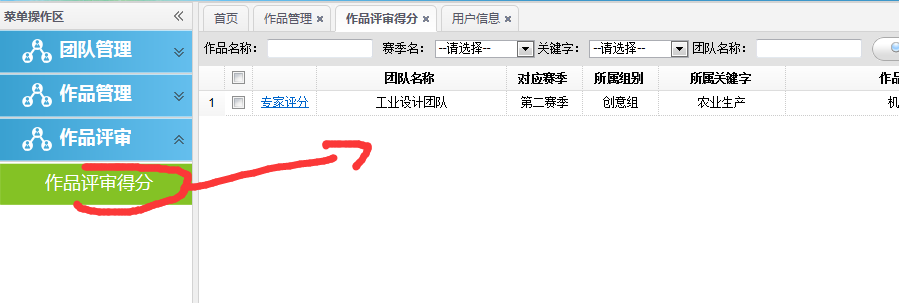 菜单操作区
首页 作品管理 作品评审得分 用户信息
团队管理
作品管理
作品评审
作品评审得分
作品名称： 赛季名： --请选择-- 关键字： --请选择-- 团队名称：
团队名称 对应赛季 所属组别 所属关键字 作品
1 专家评分 工业设计团队 第二赛季 创意组 农业生产 机